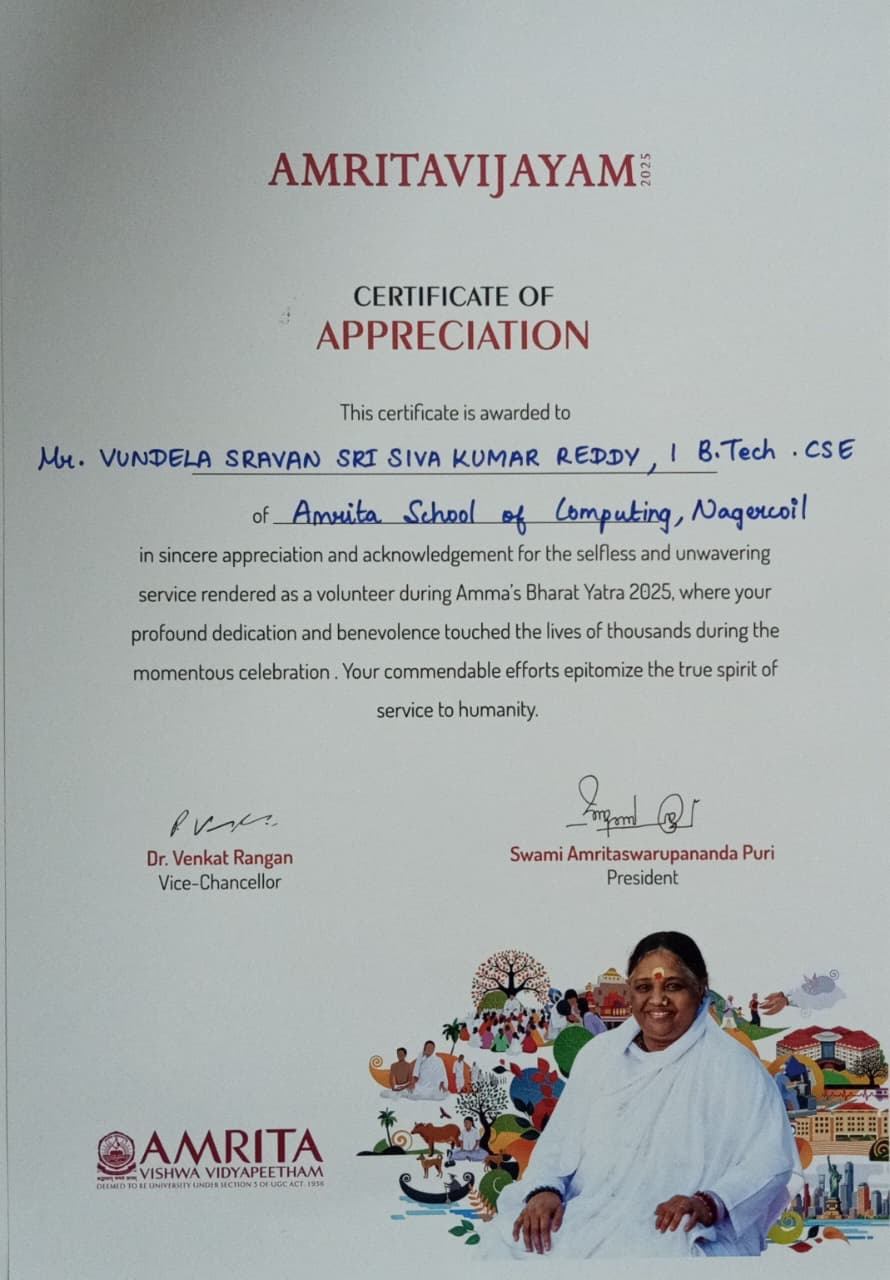 AMRITAVIJAYAM 2025
CERTIFICATE OF
APPRECIATION
This certificate is awarded to
Mr. VUNDELA SRAVAN SRI SIVA KUMAR REDDY, I B.Tech . CSE
of Amrita School of Computing, Nagercoil
in sincere appreciation and acknowledgement for the selfless and unwavering
service rendered as a volunteer during Amma's Bharat Yatra 2025, where your
profound dedication and benevolence touched the lives of thousands during the
momentous celebration . Your commendable efforts epitomize the true spirit of
service to humanity.
Dr. Venkat Rangan
Vice-Chancellor
Swami Amritaswarupananda Puri
President
AMRITA
VISHWA VIDYAPEETHAM
DEEMED TO BE UNIVERSITY UNDER SECTION 3 OF UGC ACT, 1956